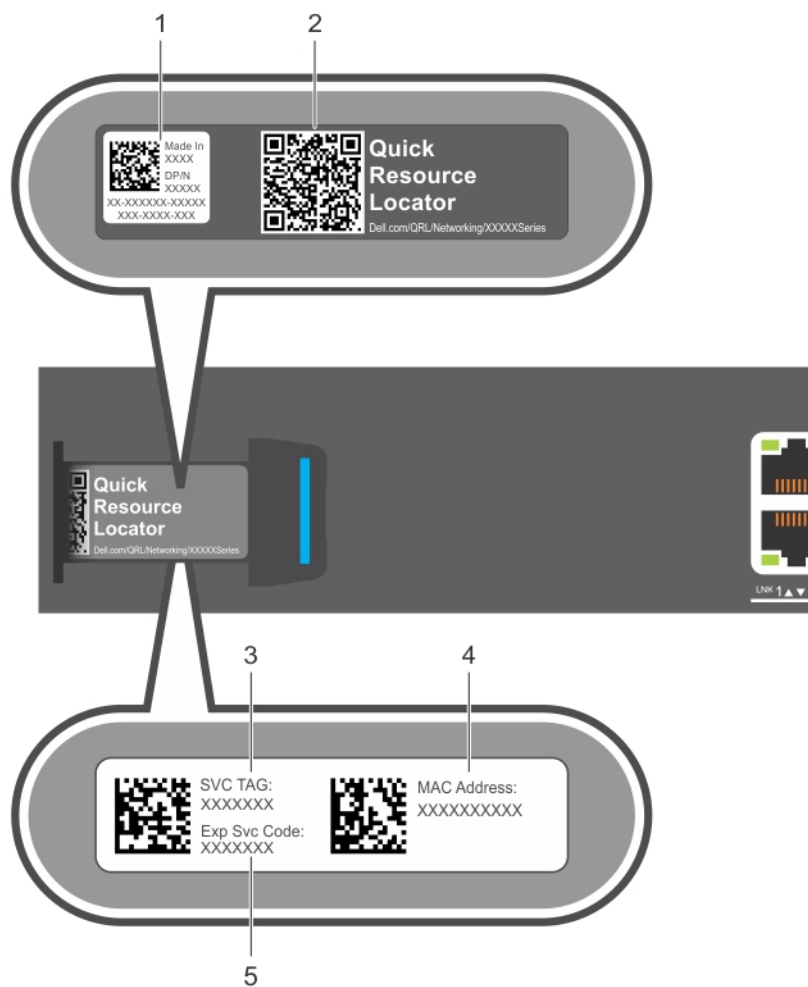 1
2
Made In
XXXX
DP/N
XXXXX
XX-XXXXXX-XXXXX
XXX-XXXX-XXX
Quick
Resource
Locator
Dell.com/QRL/Networking/XXXXXSeries
Quick
Resource
Locator
Dell.com/QRL/Networking/XXXXXSeries
LNK 1▲▼
3
4
SVC TAG:
XXXXXXX
Exp Svc Code:
XXXXXXX
MAC Address:
XXXXXXXXXX
5